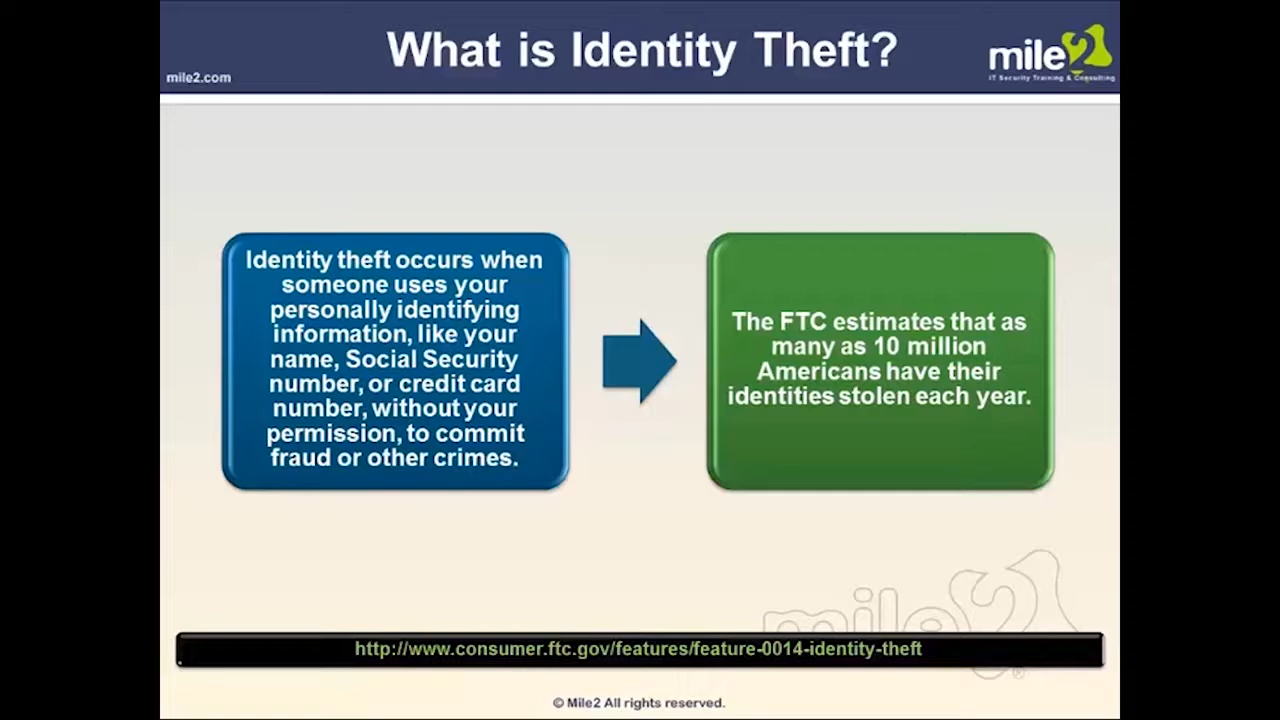 What is Identity Theft?
mile2.com
mile2
IT Security Training & Consulting
Identity theft occurs when
someone uses your
personally identifying
information, like your
name, Social Security
number, or credit card
number, without your
permission, to commit
fraud or other crimes.
The FTC estimates that as
many as 10 million
Americans have their
identities stolen each year.
mile2
®
http://www.consumer.ftc.gov/features/feature-0014-identity-theft
© Mile2 All rights reserved.